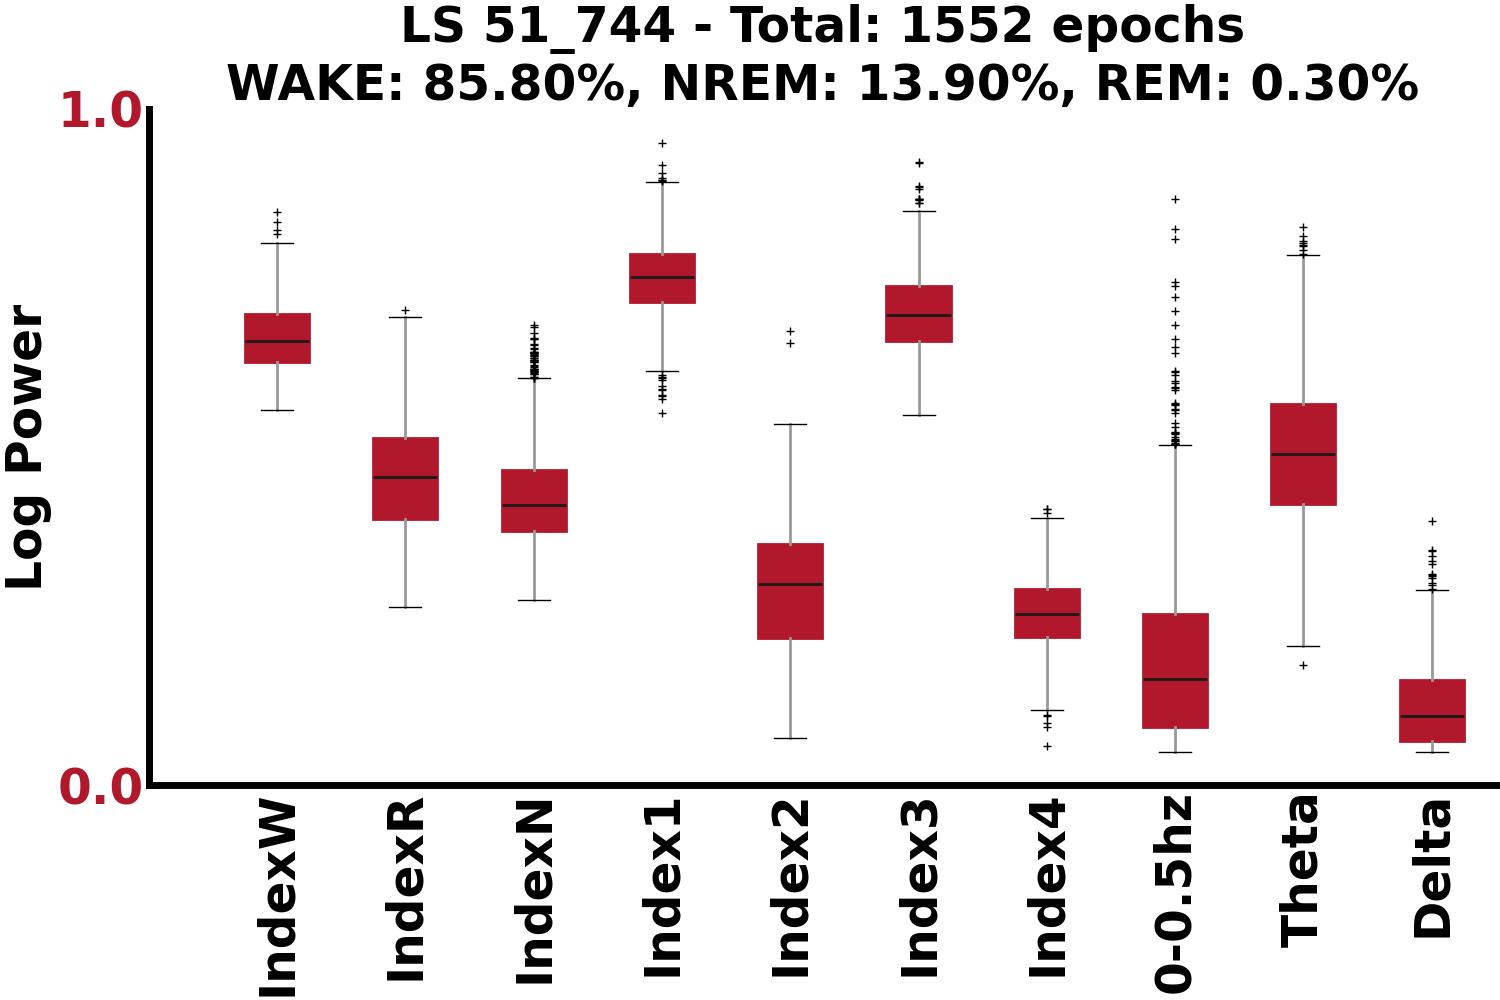 LS 51_744 - Total: 1552 epochs
WAKE: 85.80%, NREM: 13.90%, REM: 0.30%
1.0
Log Power
0.0
IndexW
IndexR
IndexN
Index1
Index2
Index3
Index4
0-0.5hz
Theta
Delta